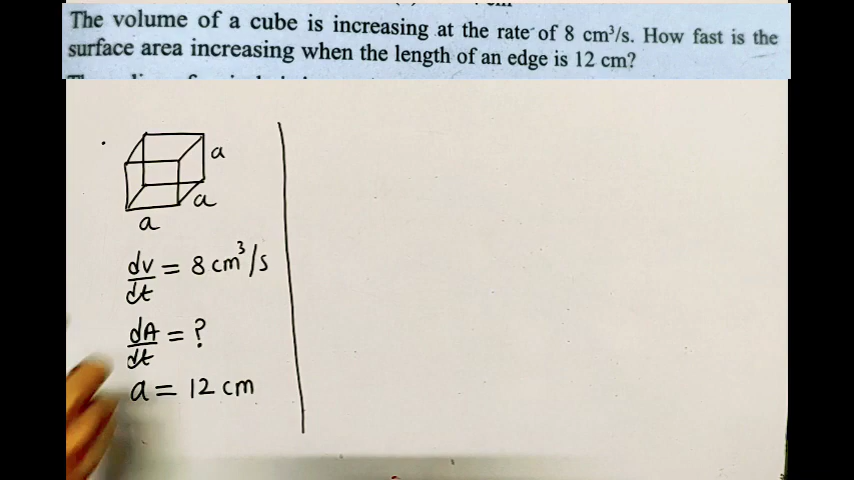 The volume of a cube is increasing at the rate of 8 cm³/s. How fast is the
surface area increasing when the length of an edge is 12 cm?
a
a
a
dv/dt = 8 cm³/s
dA/dt = ?
a = 12 cm